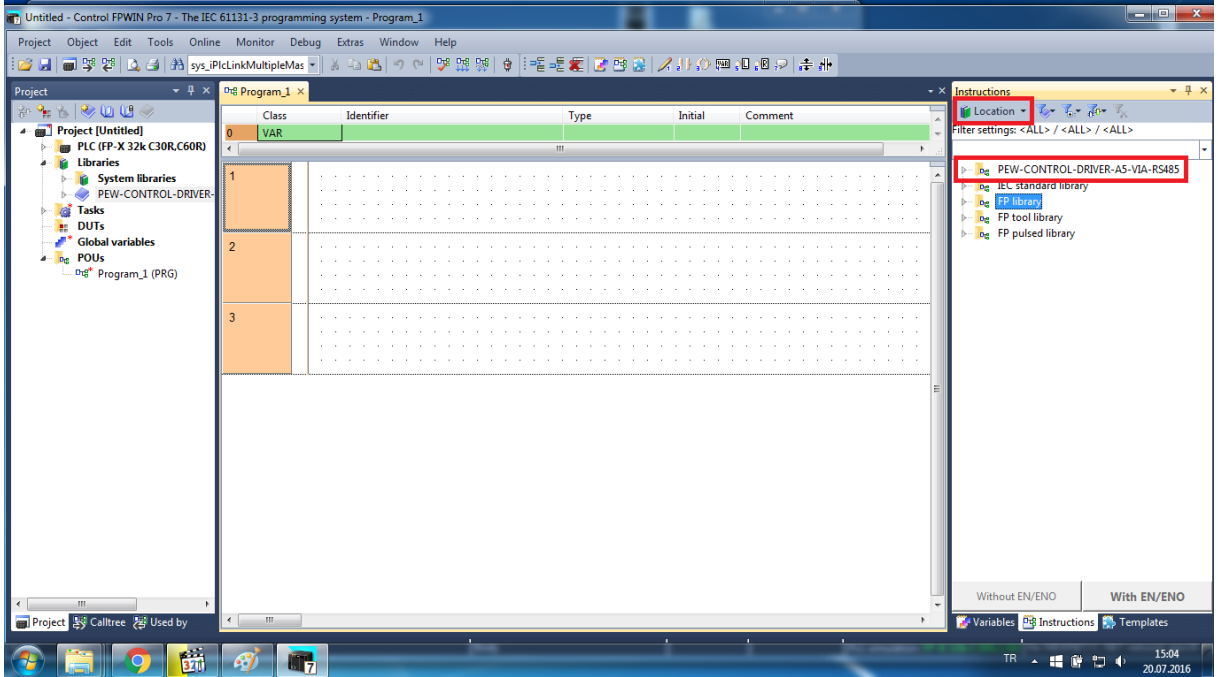 Untitled - Control FPWIN Pro 7 - The IEC 61131-3 programming system - Program_1
Project Object Edit Tools Online Monitor Debug Extras Window Help
sys_iPlcLinkMultipleMas
Project
Project [Untitled]
PLC (FP-X 32k C30R,C60R)
Libraries
System libraries
PEW-CONTROL-DRIVER-
Tasks
DUTs
Global variables
POUs
Program_1 (PRG)
Project Calltree Used by
Program_1
Class Identifier Type Initial Comment
0 VAR
1
2
3
Instructions
Location
Filter settings: <ALL> / <ALL> / <ALL>
PEW-CONTROL-DRIVER-A5-VIA-RS485
IEC standard library
FP library
FP tool library
FP pulsed library
Without EN/ENO With EN/ENO
Variables Instructions Templates
321
7
TR 15:04
20.07.2016